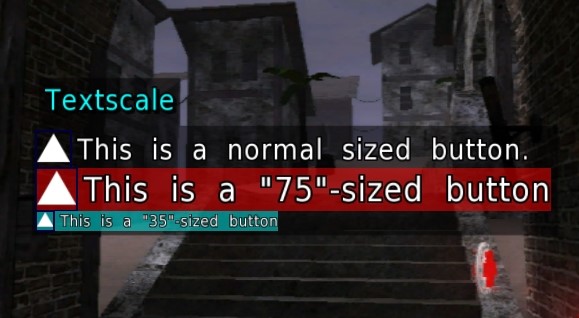 Textscale
This is a normal sized button.
This is a "75"-sized button
This is a "35"-sized button